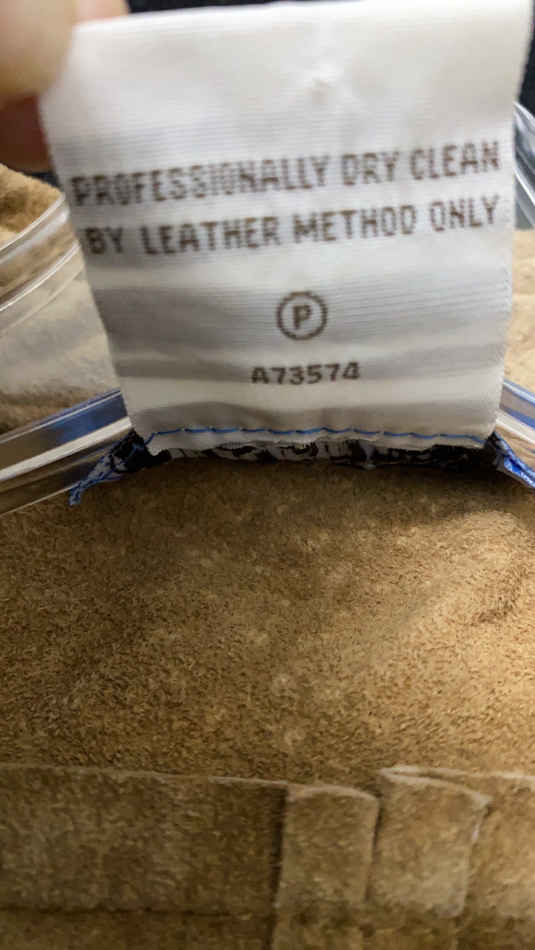 PROFESSIONALLY DRY CLEAN
BY LEATHER METHOD ONLY
P
A73574